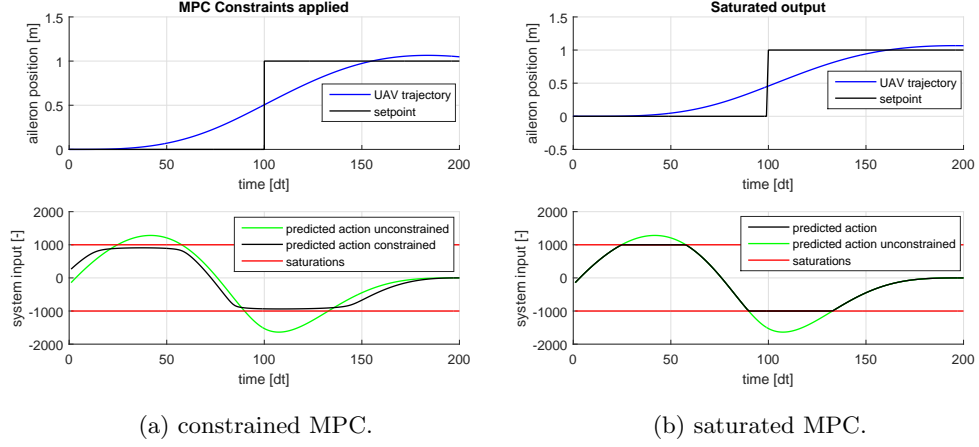 MPC Constraints applied
1.5
1
0.5
0
aileron position [m]
UAV trajectory
setpoint
0 50 100 150 200
time [dt]
2000
1000
0
-1000
-2000
system input [-]
predicted action unconstrained
predicted action constrained
saturations
0 50 100 150 200
time [dt]
(a) constrained MPC.
Saturated output
1.5
1
0.5
0
-0.5
aileron position [m]
UAV trajectory
setpoint
0 50 100 150 200
time [dt]
2000
1000
0
-1000
-2000
system input [-]
predicted action
predicted action unconstrained
saturations
0 50 100 150 200
time [dt]
(b) saturated MPC.